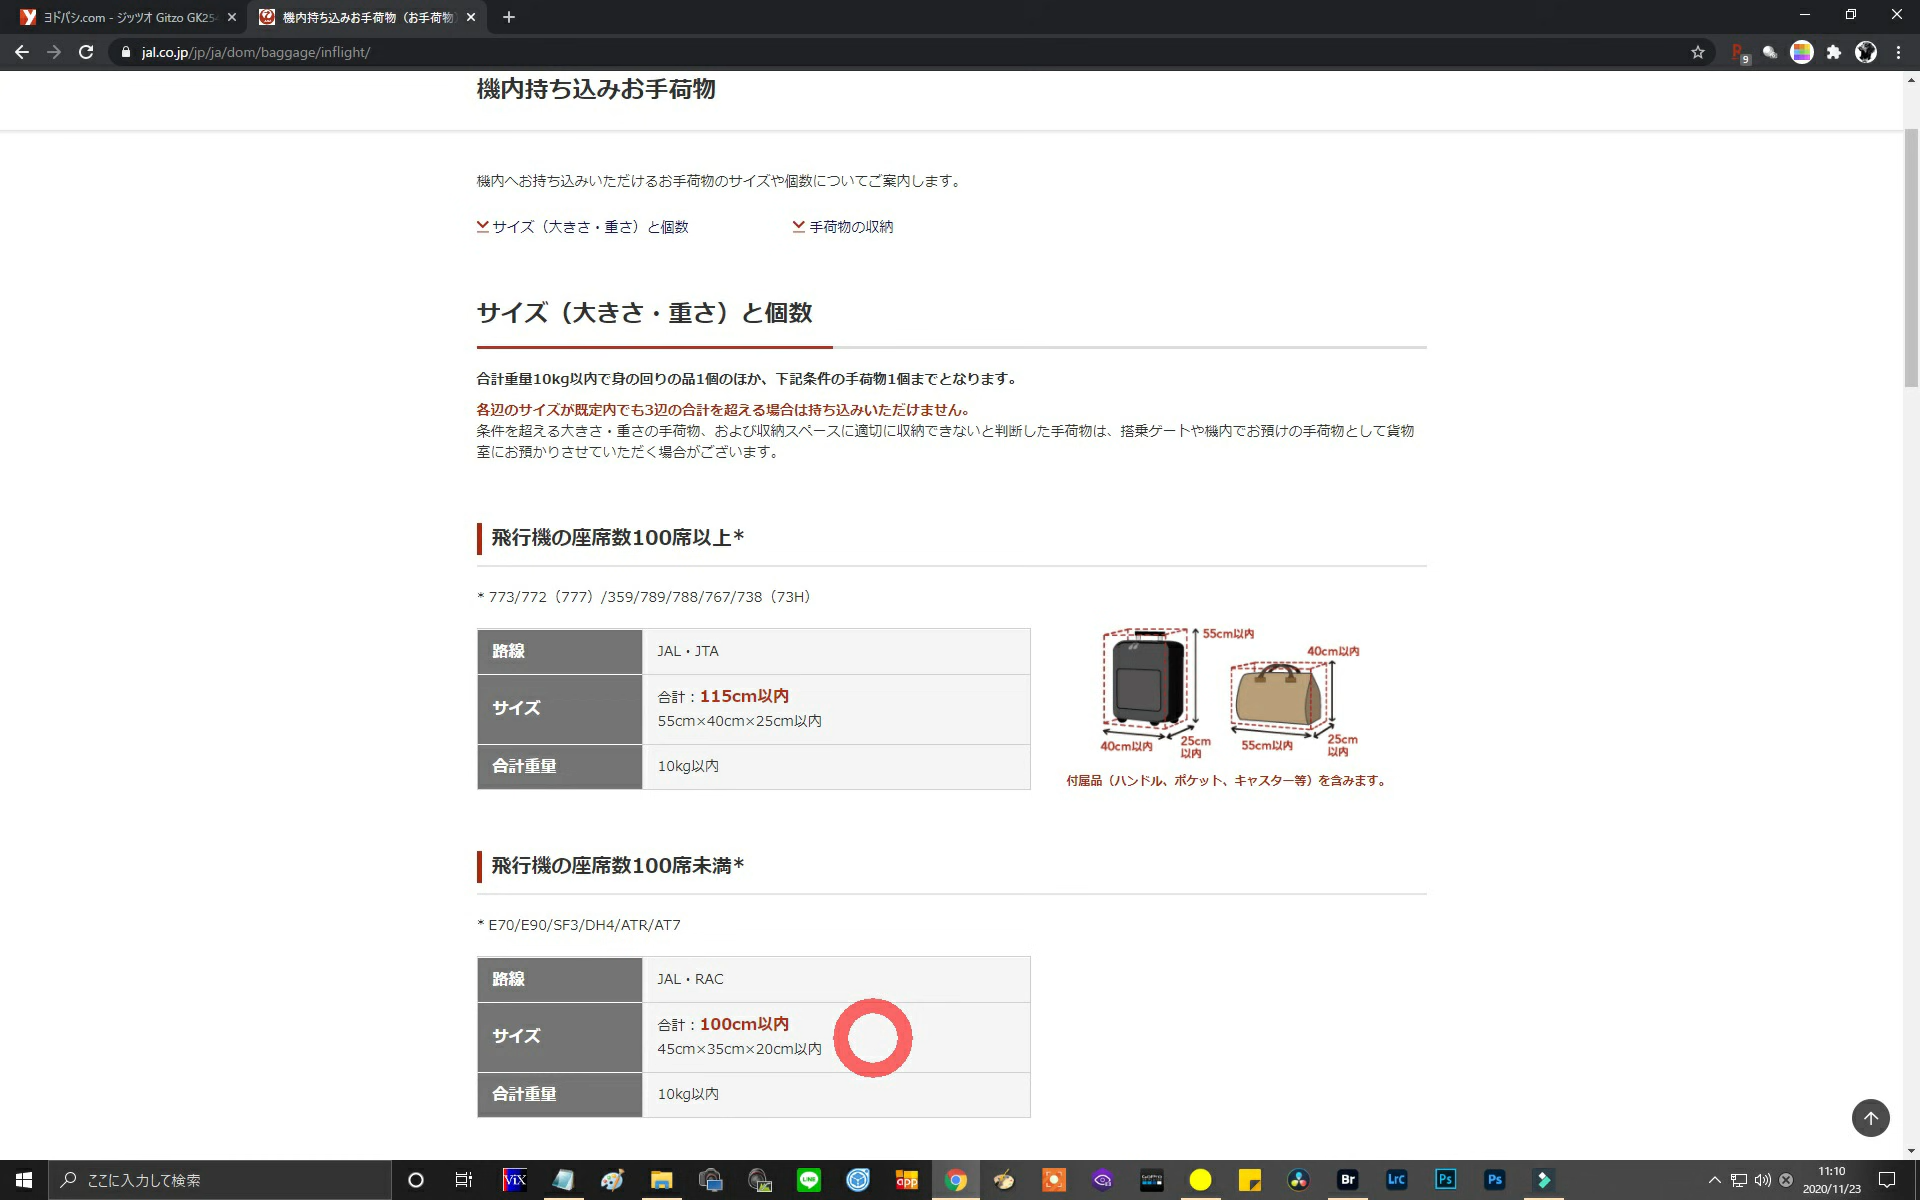 ヨドバシ.com - ジッツオ Gitzo GK25
機内持ち込みお手荷物（お手荷物
jal.co.jp/jp/ja/dom/baggage/inflight/
9
機内持ち込みお手荷物
機内へお持ち込みいただけるお手荷物のサイズや個数についてご案内します。
サイズ（大きさ・重さ）と個数
手荷物の収納
サイズ（大きさ・重さ）と個数
合計重量10kg以内で身の回りの品1個のほか、下記条件の手荷物1個までとなります。
各辺のサイズが既定内でも3辺の合計を超える場合は持ち込みいただけません。
条件を超える大きさ・重さの手荷物、および収納スペースに適切に収納できないと判断した手荷物は、搭乗ゲートや機内でお預けの手荷物として貨物
室にお預かりさせていただく場合がございます。
飛行機の座席数100席以上*
* 773/772（777）/359/789/788/767/738（73H）
路線
JAL・JTA
サイズ
合計：115cm以内
55cm×40cm×25cm以内
合計重量
10kg以内
55cm以内
40cm以内
40cm以内
25cm
以内
55cm以内
25cm
以内
付属品（ハンドル、ポケット、キャスター等）を含みます。
飛行機の座席数100席未満*
* E70/E90/SF3/DH4/ATR/AT7
路線
JAL・RAC
サイズ
合計：100cm以内
45cm×35cm×20cm以内
合計重量
10kg以内
ここに入力して検索
ViX
LINE
app
Br
LrC
Ps
Ps
11:10
2020/11/23